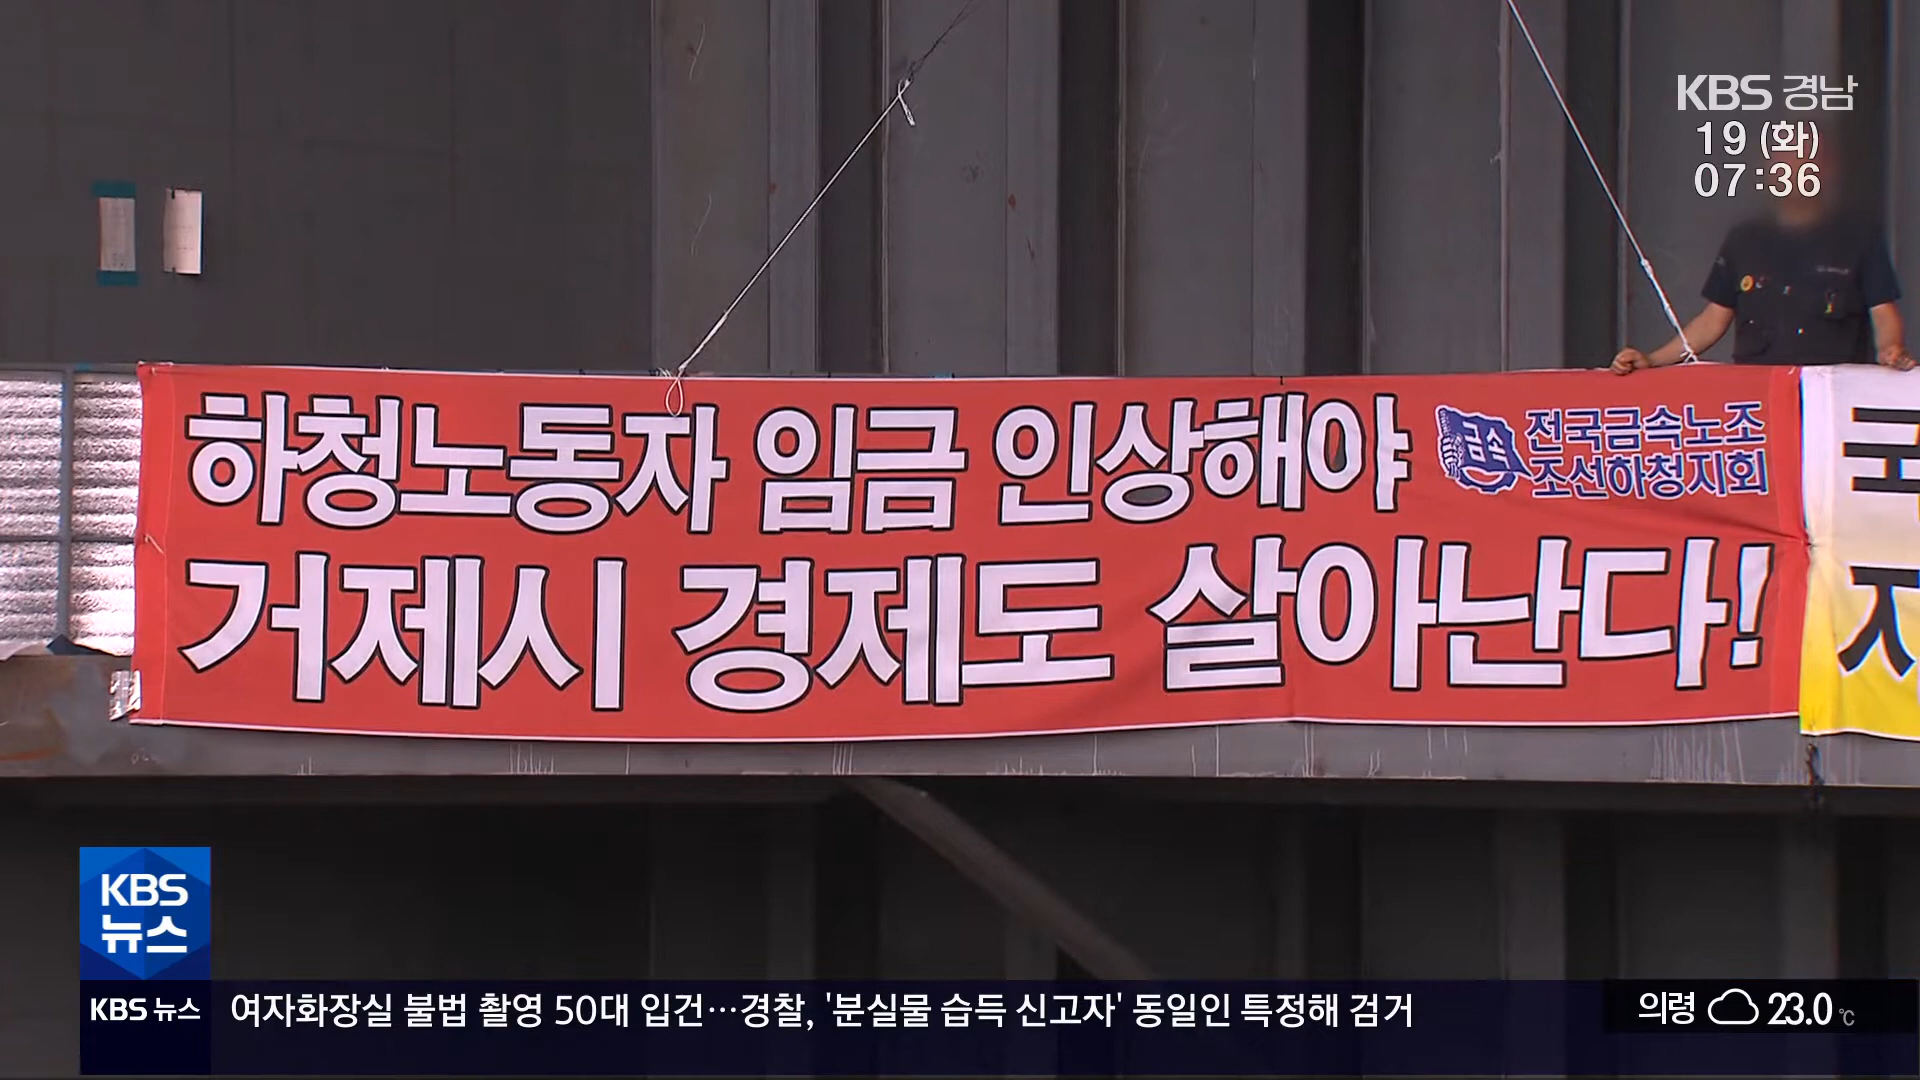 KBS 경남
19 (화)
07:36
하청노동자 임금 인상해야
금속
전국금속노조
조선하청지회
거제시 경제도 살아난다!
KBS
뉴스
KBS 뉴스 여자화장실 불법 촬영 50대 입건…경찰, '분실물 습득 신고자' 동일인 특정해 검거
의령 23.0℃